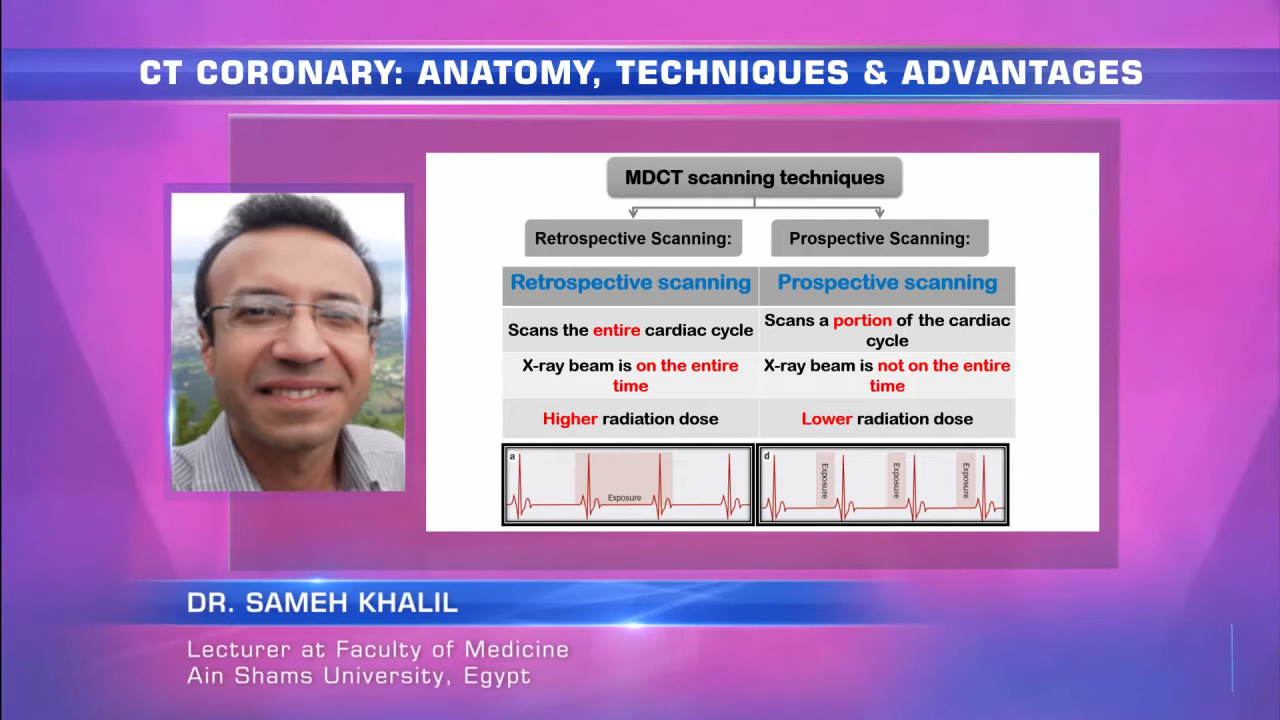 CT CORONARY: ANATOMY, TECHNIQUES & ADVANTAGES
MDCT scanning techniques
Retrospective Scanning:
Prospective Scanning:
Retrospective scanning
Prospective scanning
Scans the entire cardiac cycle
Scans a portion of the cardiac
cycle
X-ray beam is on the entire
time
X-ray beam is not on the entire
time
Higher radiation dose
Lower radiation dose
a
Exposure
d
Exposure
Exposure
Exposure
DR. SAMEH KHALIL
Lecturer at Faculty of Medicine
Ain Shams University, Egypt